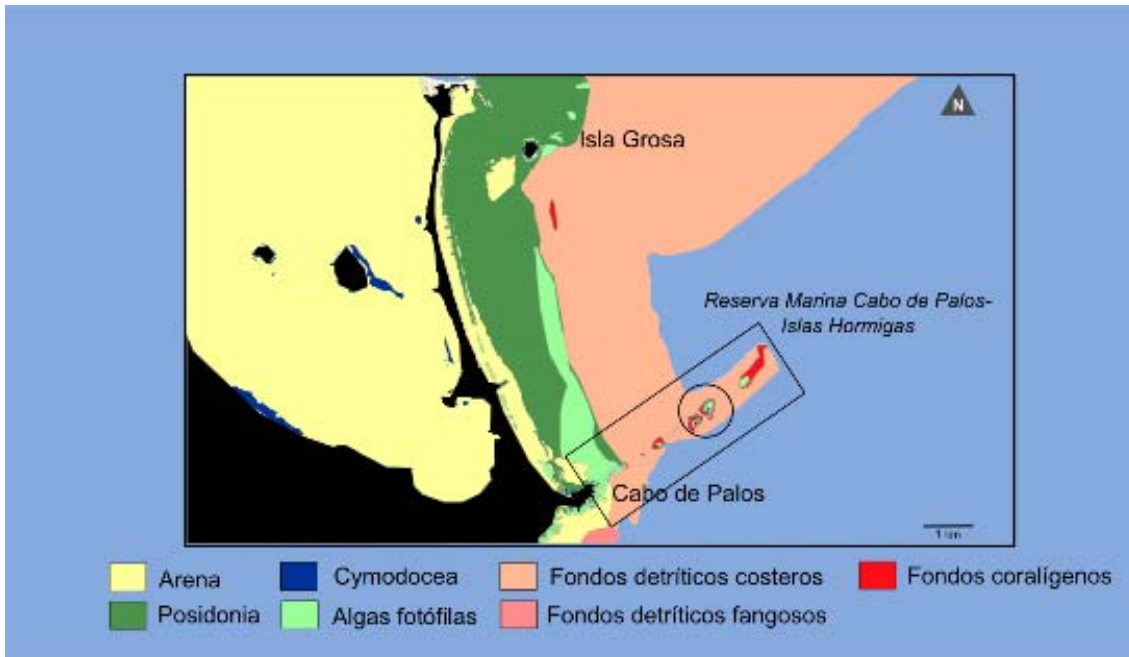 N
Isla Grosa
Reserva Marina Cabo de Palos-
Islas Hormigas
Cabo de Palos
1 km
Arena
Cymodocea
Fondos detríticos costeros
Fondos coralígenos
Posidonia
Algas fotófilas
Fondos detríticos fangosos